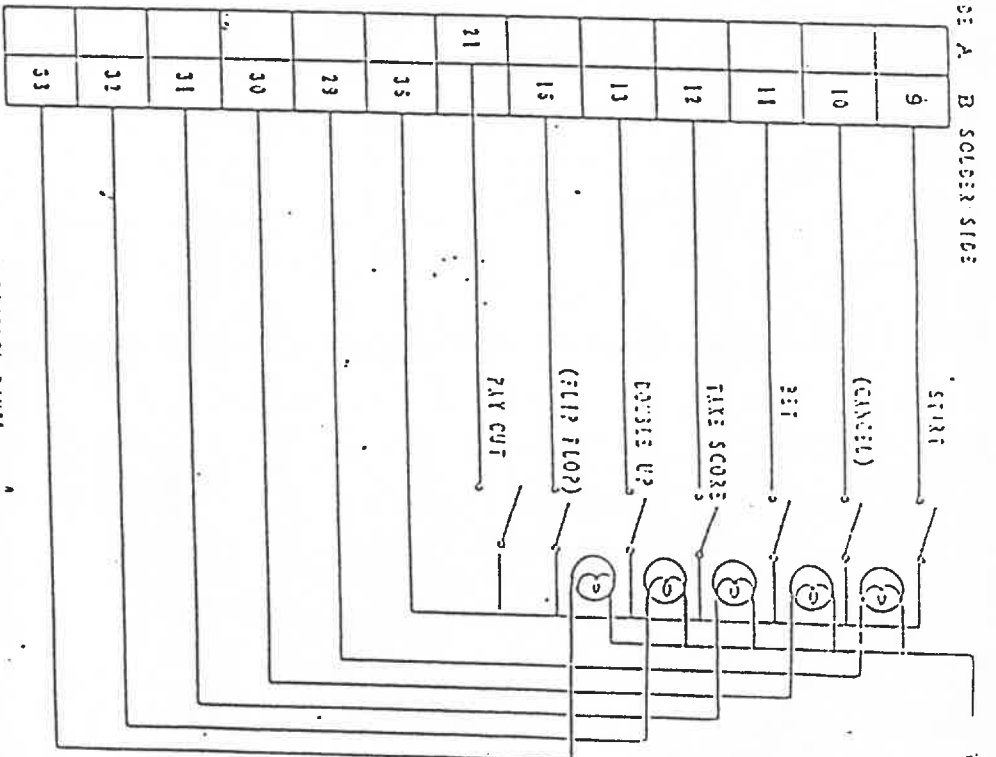 B SOLDER SIDE
9
10
11
12
13
15
21
35
29
30
31
32
33
START
(CANCEL)
BET
TAKE SCORE
DOUBLE UP
(FLIP FLOP)
PAY OUT